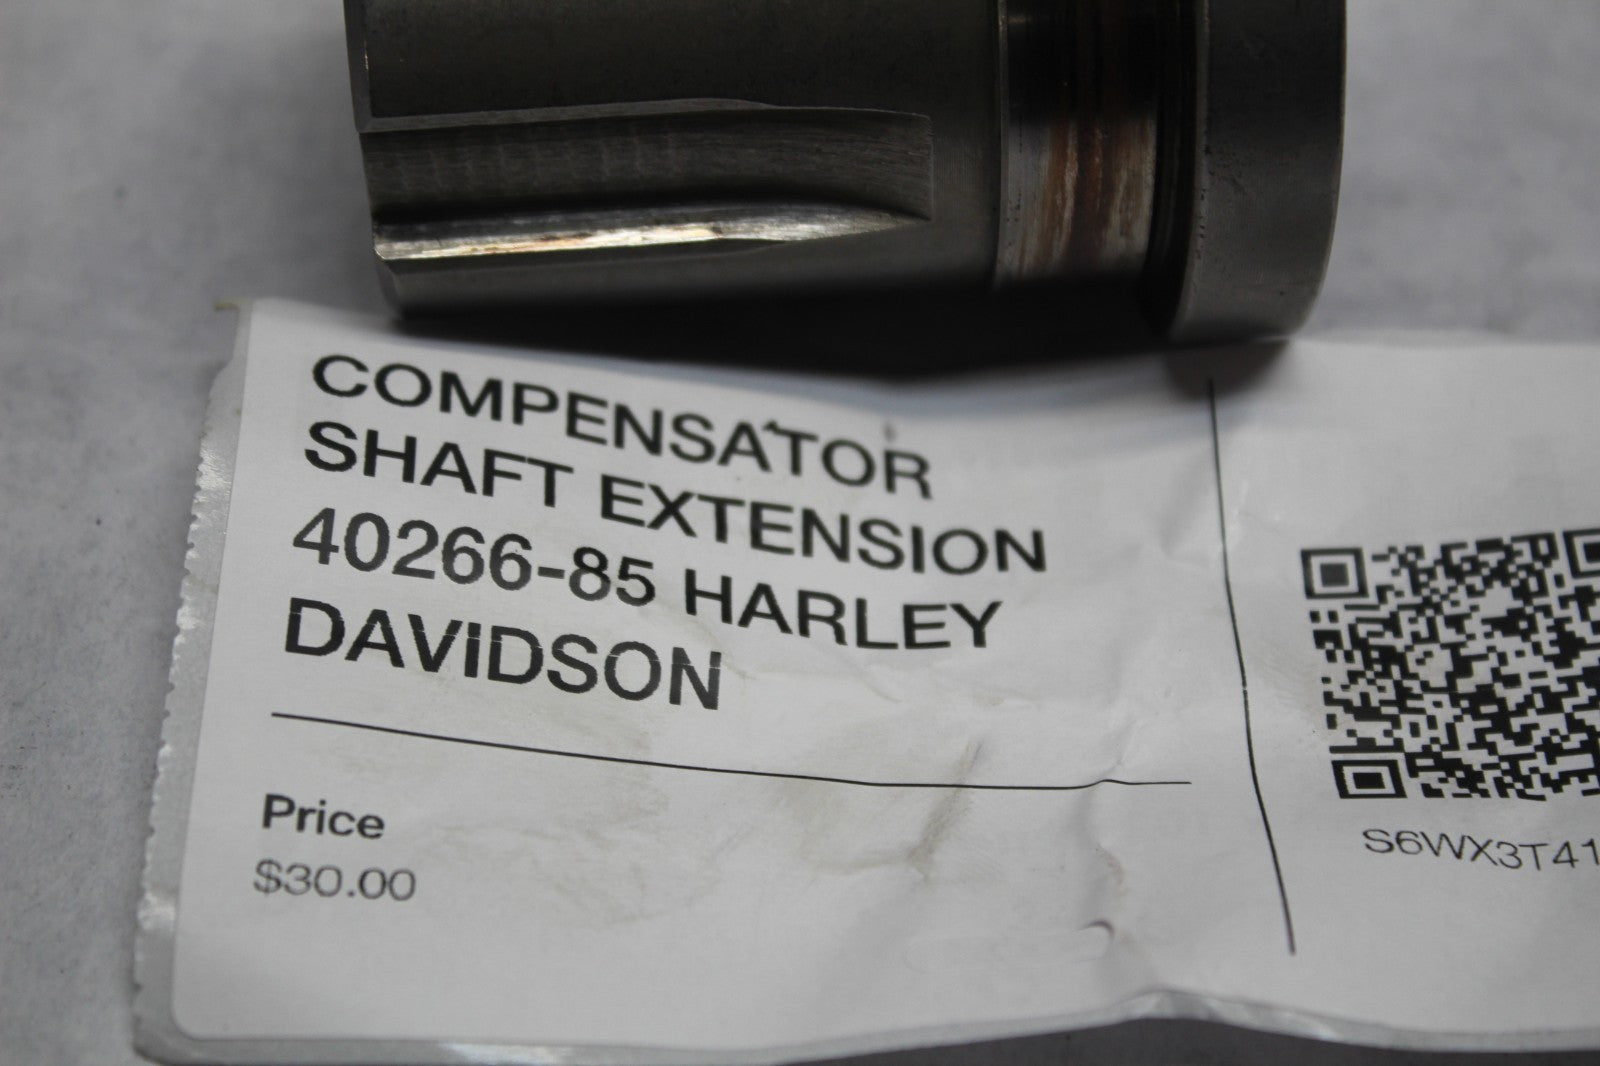 COMPENSATOR
SHAFT EXTENSION
40266-85 HARLEY
DAVIDSON
Price
$30.00
S6WX3T41